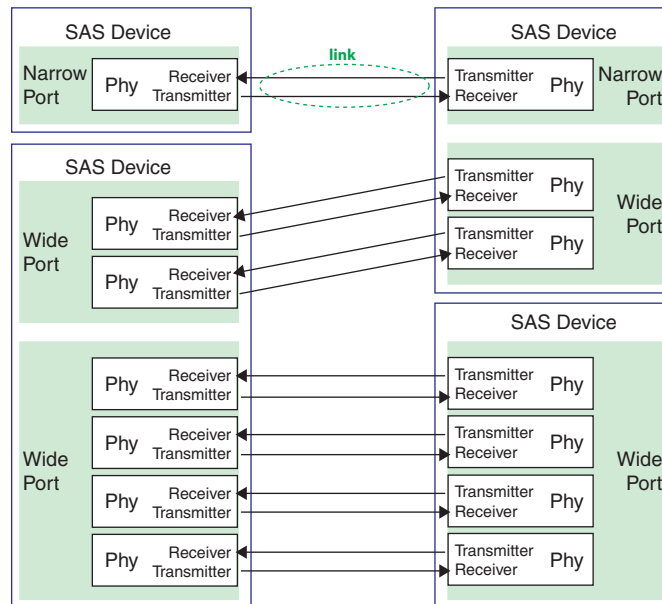 SAS Device
Narrow
Port
Phy
Receiver
Transmitter
link
SAS Device
Transmitter
Receiver
Phy
Narrow
Port
SAS Device
Wide
Port
Phy
Receiver
Transmitter
Phy
Receiver
Transmitter
Transmitter
Receiver
Phy
Transmitter
Receiver
Phy
Wide
Port
Wide
Port
Phy
Receiver
Transmitter
Phy
Receiver
Transmitter
Phy
Receiver
Transmitter
Phy
Receiver
Transmitter
SAS Device
Transmitter
Receiver
Phy
Transmitter
Receiver
Phy
Transmitter
Receiver
Phy
Transmitter
Receiver
Phy
Wide
Port